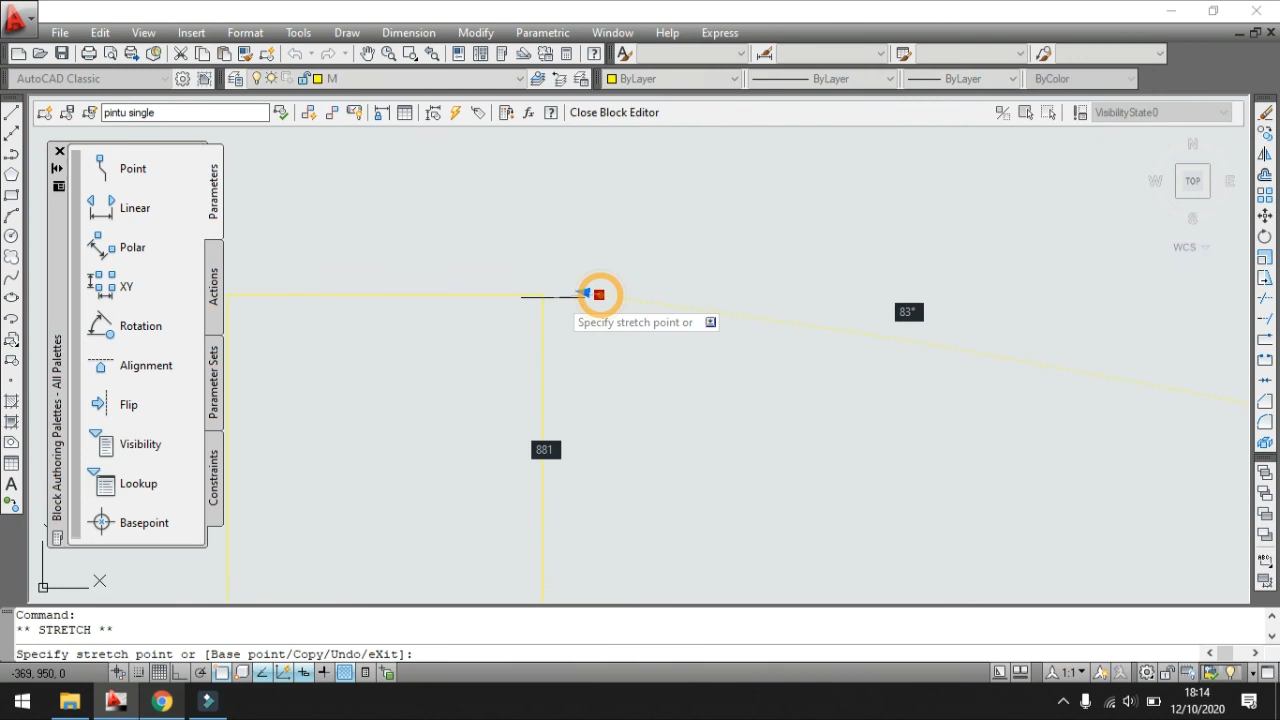 File Edit View Insert Format Tools Draw Dimension Modify Parametric Window Help Express
AutoCAD Classic M ByLayer ByLayer ByLayer ByColor
pintu single Close Block Editor VisibilityState0
Point
Linear
Polar
XY
Rotation
Alignment
Flip
Visibility
Lookup
Basepoint
Parameters
Actions
Parameter Sets
Constraints
Block Authoring Palettes - All Palettes
N
W TOP E
S
WCS
Specify stretch point or
83°
881
X
Command:
** STRETCH **
Specify stretch point or [Base point/Copy/Undo/eXit]:
-369, 950, 0 1:1
18:14
12/10/2020